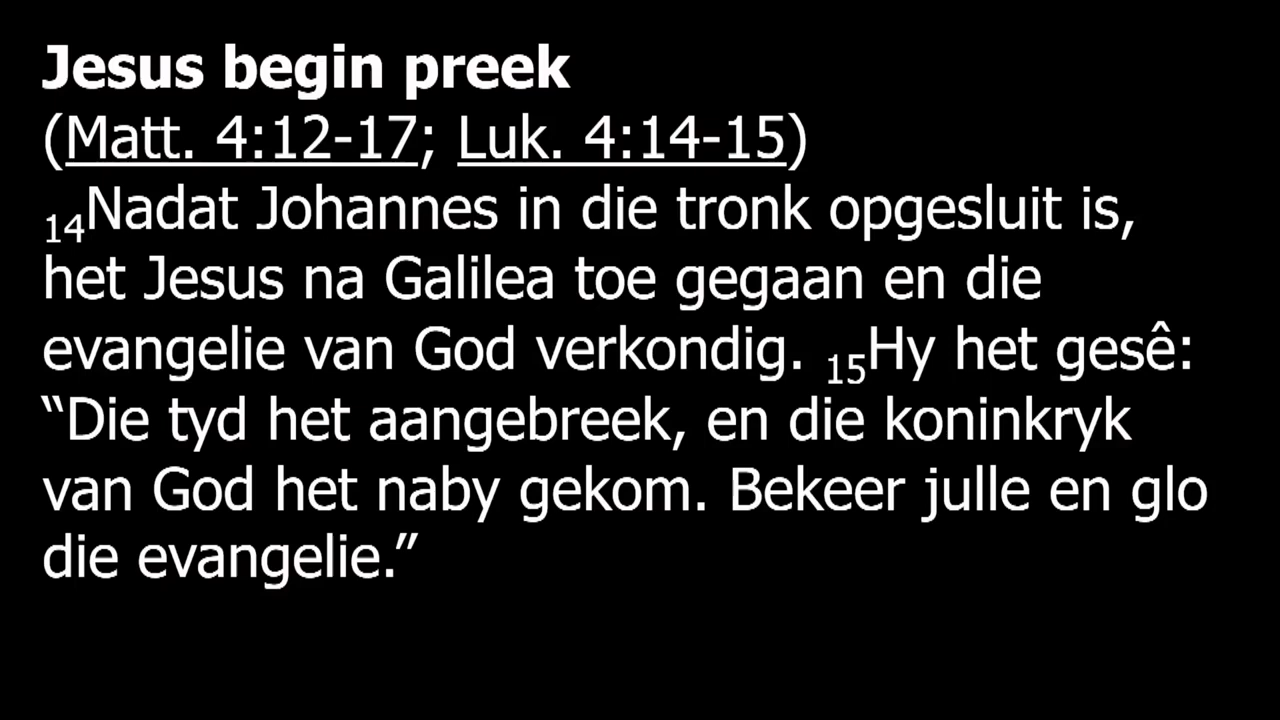 Jesus begin preek
(Matt. 4:12-17; Luk. 4:14-15)
14Nadat Johannes in die tronk opgesluit is,
het Jesus na Galilea toe gegaan en die
evangelie van God verkondig. 15Hy het gesê:
“Die tyd het aangebreek, en die koninkryk
van God het naby gekom. Bekeer julle en glo
die evangelie.”